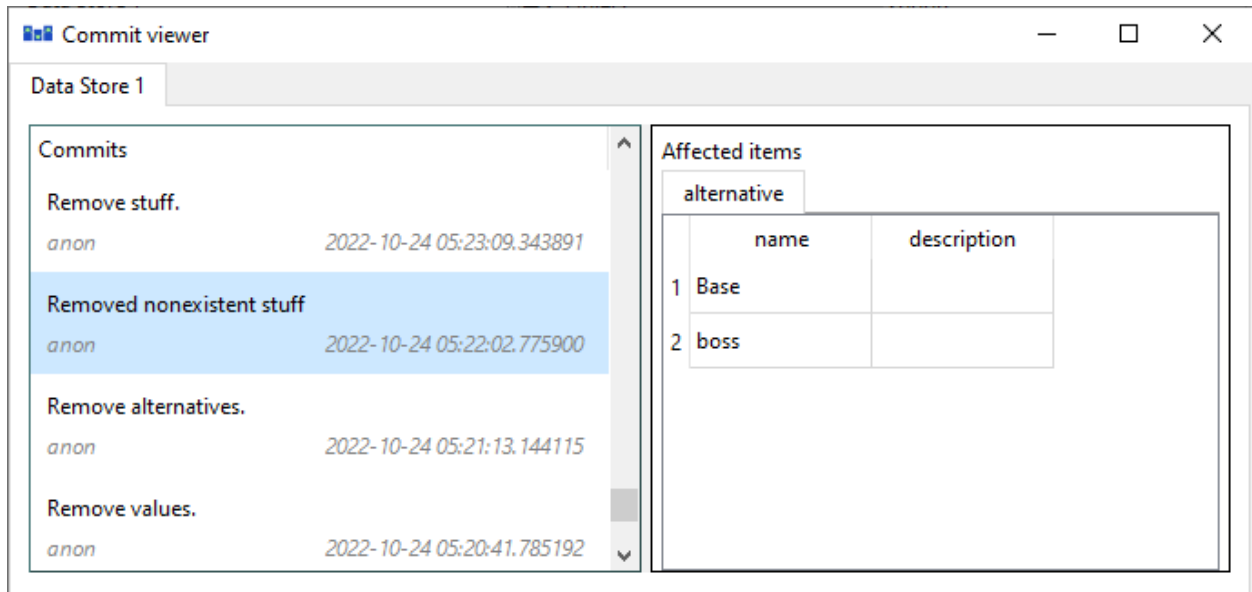 Commit viewer
Data Store 1
Commits
Remove stuff.
anon 2022-10-24 05:23:09.343891
Removed nonexistent stuff
anon 2022-10-24 05:22:02.775900
Remove alternatives.
anon 2022-10-24 05:21:13.144115
Remove values.
anon 2022-10-24 05:20:41.785192
Affected items
alternative
name description
1 Base
2 boss